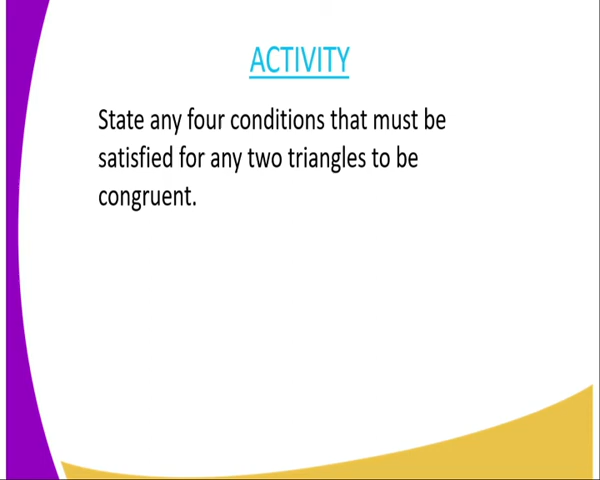 ACTIVITY
State any four conditions that must be
satisfied for any two triangles to be
congruent.